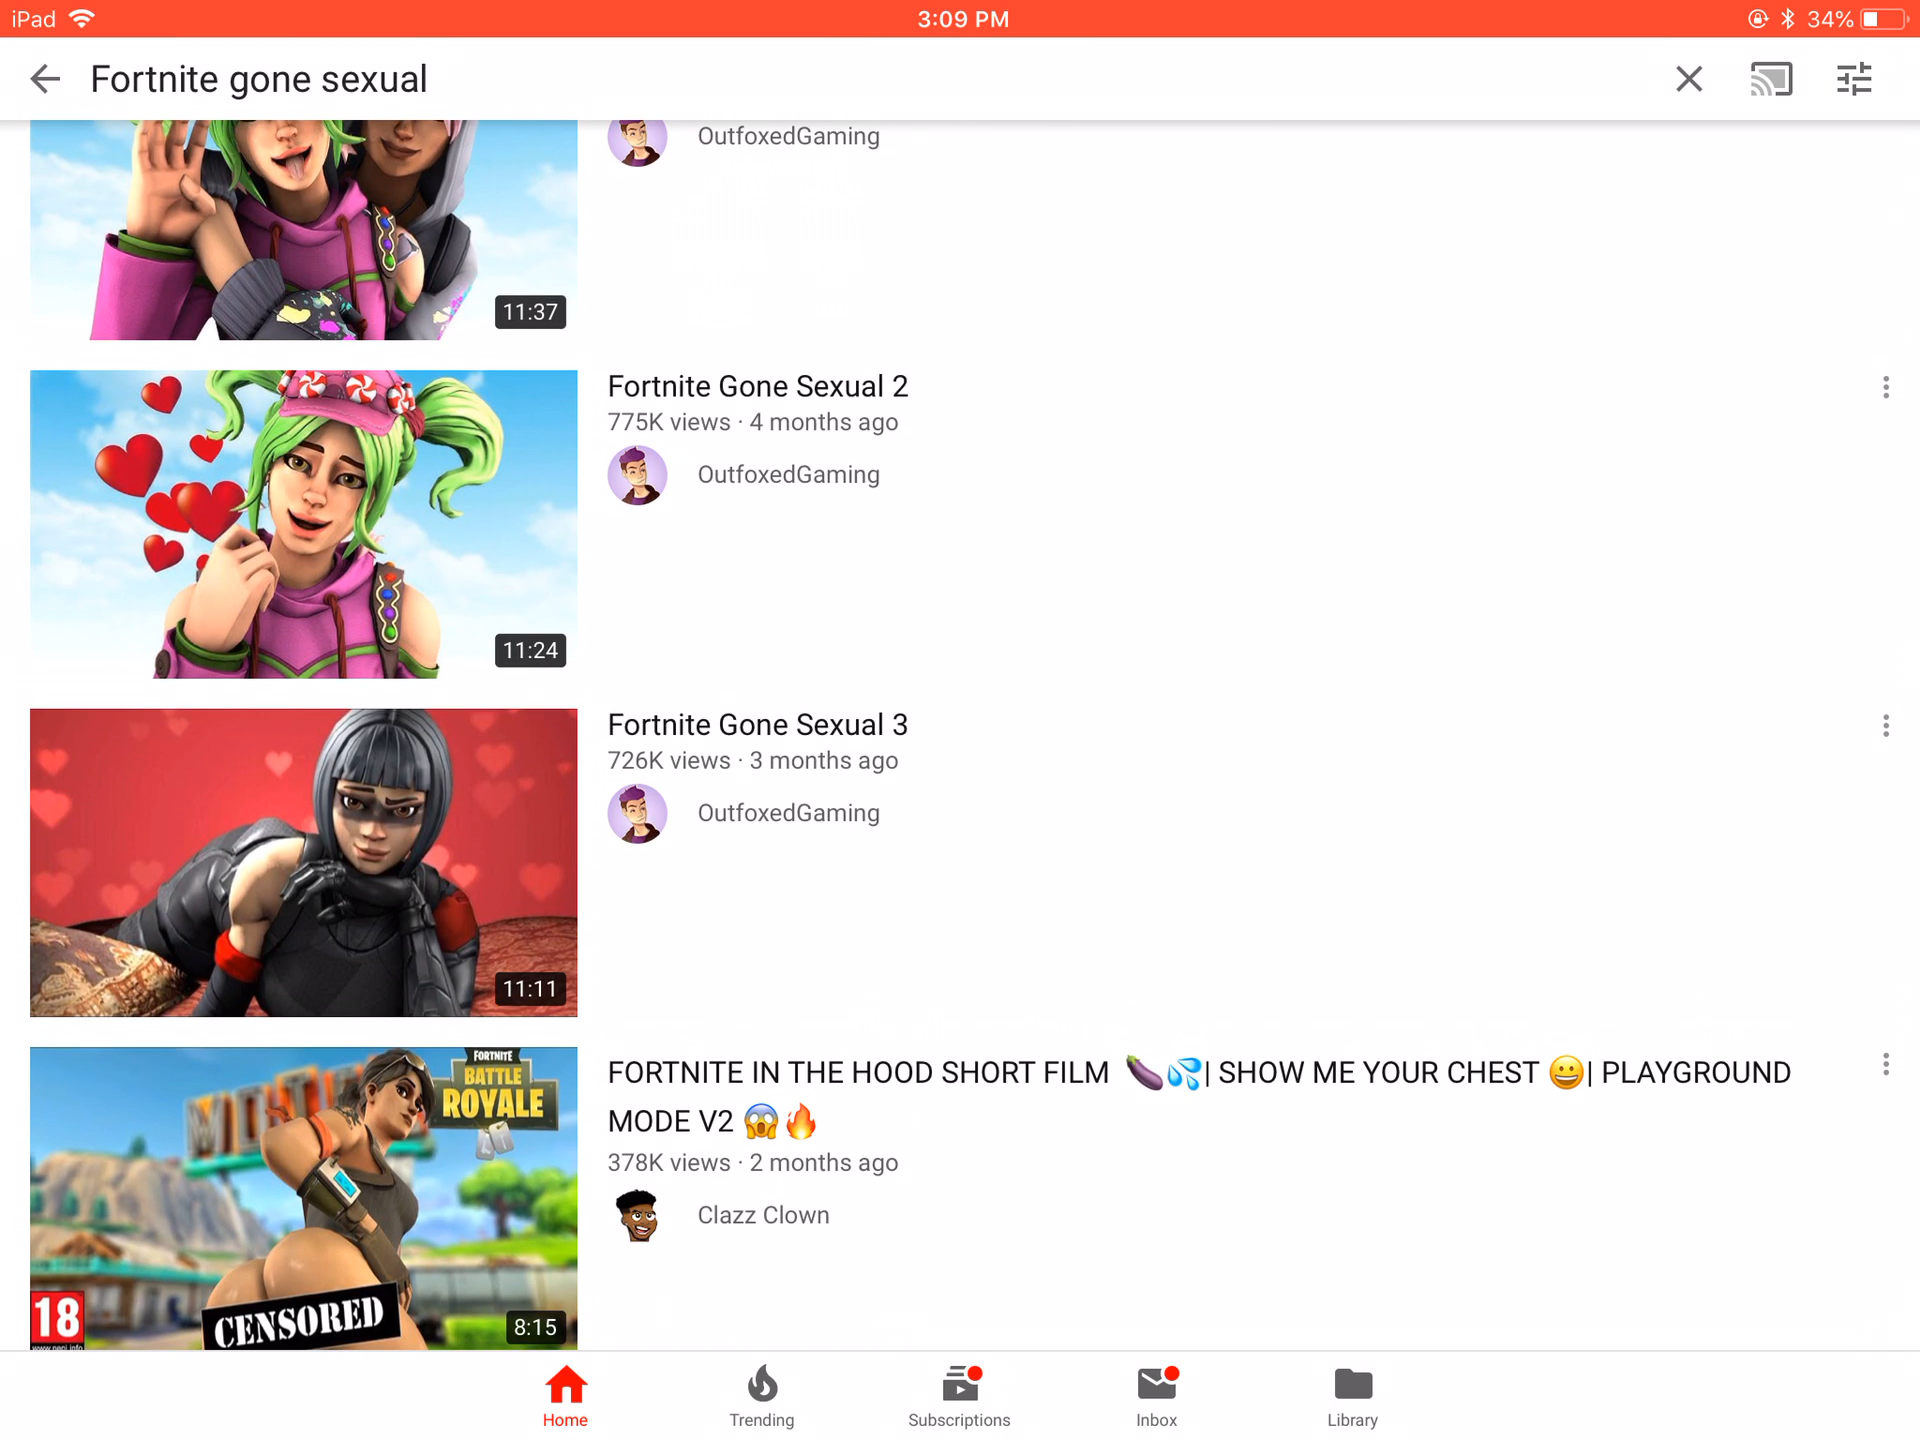 iPad 3:09 PM 34%
Fortnite gone sexual
OutfoxedGaming
11:37
Fortnite Gone Sexual 2
775K views · 4 months ago
OutfoxedGaming
11:24
Fortnite Gone Sexual 3
726K views · 3 months ago
OutfoxedGaming
11:11
FORTNITE IN THE HOOD SHORT FILM 🍆💦| SHOW ME YOUR CHEST 😀| PLAYGROUND
MODE V2 😱🔥
378K views · 2 months ago
Clazz Clown
FORTNITE
BATTLE
ROYALE
18
CENSORED
8:15
Home Trending Subscriptions Inbox Library